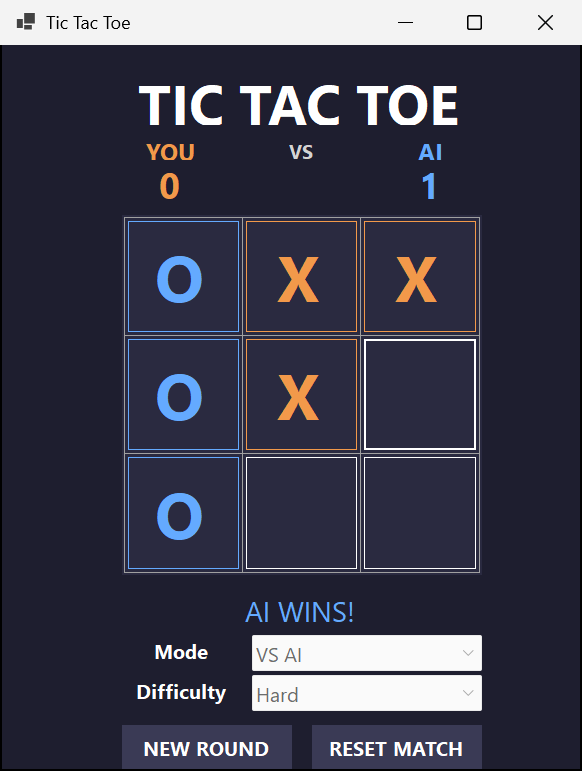 Tic Tac Toe
TIC TAC TOE
YOU VS AI
0 1
O X X
O X
O
AI WINS!
Mode VS AI
Difficulty Hard
NEW ROUND RESET MATCH